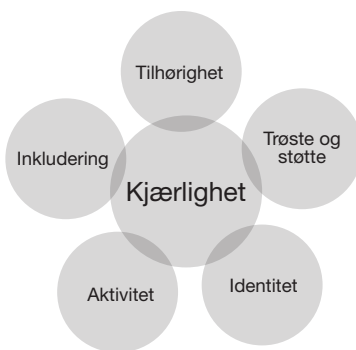 Tilhørighet
Trøste og
støtte
Inkludering
Kjærlighet
Aktivitet
Identitet